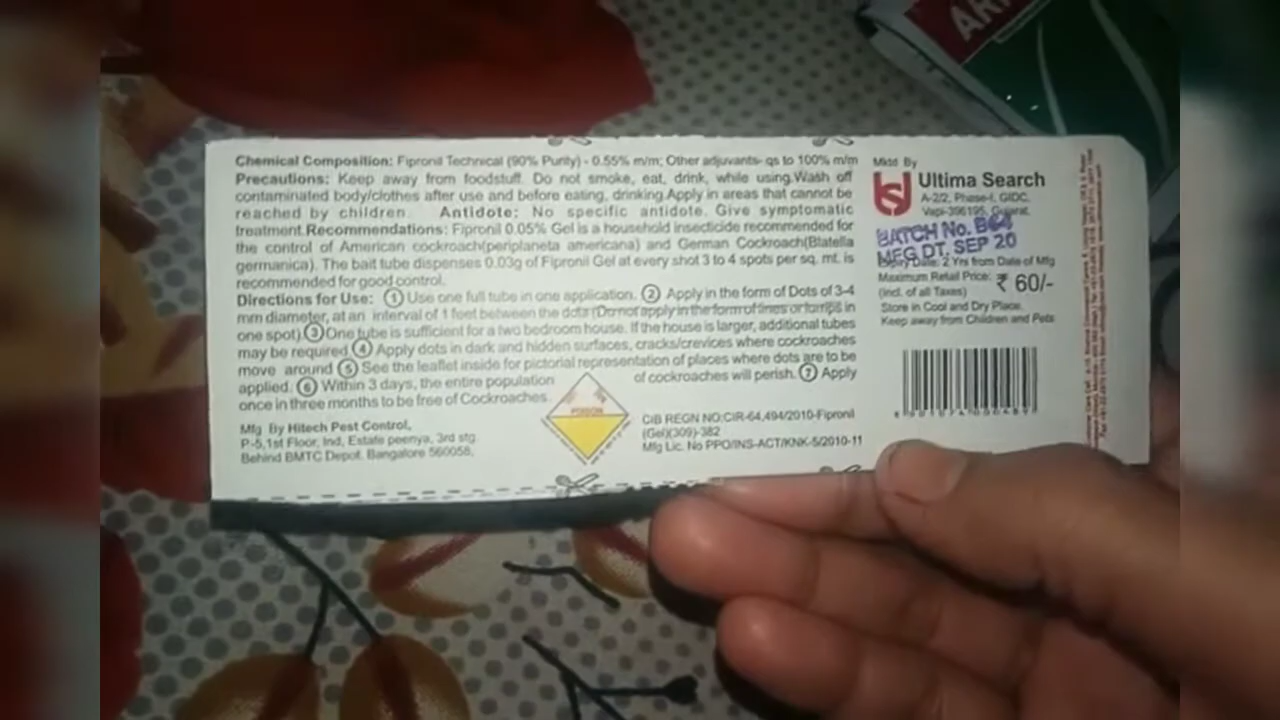 AR
Chemical Composition: Fipronil Technical (90% Purity) - 0.55% m/m; Other adjuvants- qs to 100% m/m
Precautions: Keep away from foodstuff. Do not smoke, eat, drink, while using.Wash off
contaminated body/clothes after use and before eating, drinking.Apply in areas that cannot be
reached by children. Antidote: No specific antidote. Give symptomatic
treatment.Recommendations: Fipronil 0.05% Gel is a household insecticide recommended for
the control of American cockroach(periplaneta americana) and German Cockroach(Blatella
germanica). The bait tube dispenses 0.03g of Fipronil Gel at every shot 3 to 4 spots per sq. mt. is
recommended for good control.
Directions for Use: ① Use one full tube in one application. ② Apply in the form of Dots of 3-4
mm diameter, at an interval of 1 feet between the dots (Do not apply in the form of lines or lumps in
one spot).③ One tube is sufficient for a two bedroom house. If the house is larger, additional tubes
may be required ④ Apply dots in dark and hidden surfaces, cracks/crevices where cockroaches
move around ⑤ See the leaflet inside for pictorial representation of places where dots are to be
applied. ⑥ Within 3 days, the entire population of cockroaches will perish. ⑦ Apply
once in three months to be free of Cockroaches.
Mfg By Hitech Pest Control,
P-5,1st Floor, Ind, Estate peenya, 3rd stg.
Behind BMTC Depot. Bangalore 560058,
POISON
CIB REGN NO:CIR-64,494/2010-Fipronil
(Gel)(309)-382
Mfg Lic. No PPO/INS-ACT/KNK-5/2010-11
Mktd By
Ultima Search
A-2/2, Phase-I, GIDC,
Vapi-396195, Gujarat.
BATCH No.
MFG DT. SEP 20
Expiry Date: 2 Yrs from Date of Mfg
Maximum Retail Price: ₹ 60/-
(incl. of all Taxes)
Store in Cool and Dry Place.
Keep away from Children and Pets